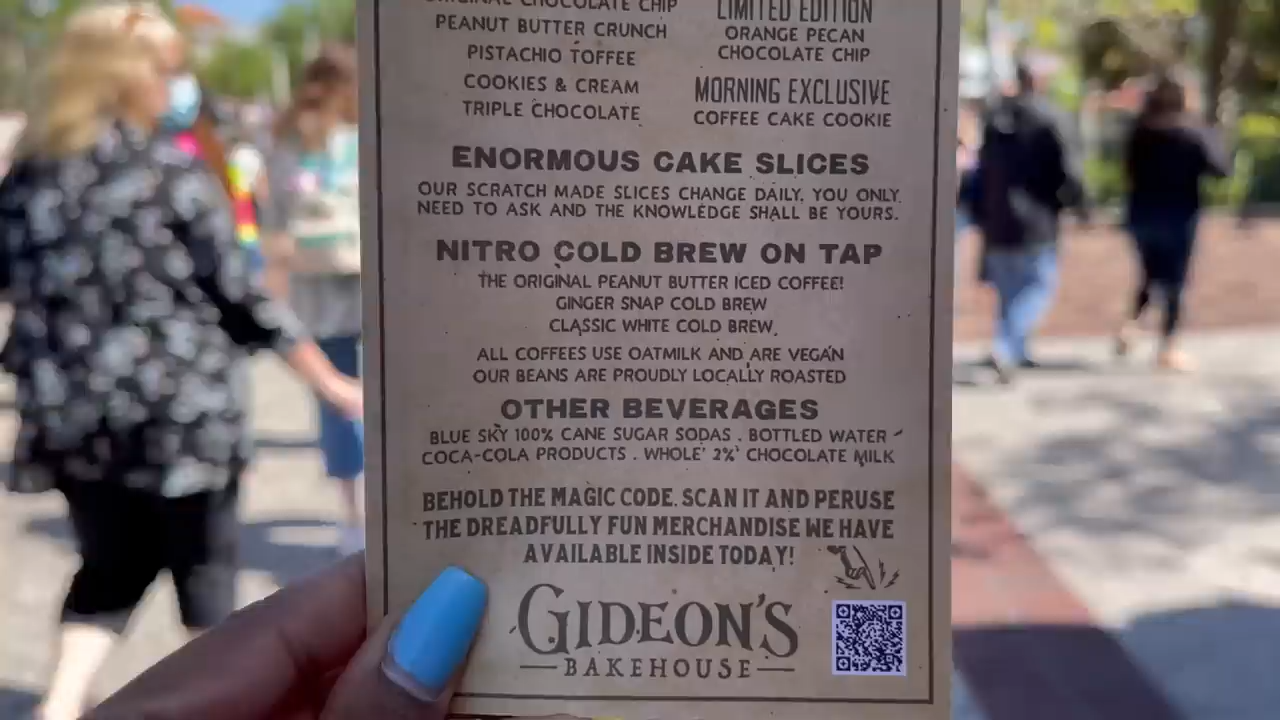 ORIGINAL CHOCOLATE CHIP
PEANUT BUTTER CRUNCH
PISTACHIO TOFFEE
COOKIES & CREAM
TRIPLE CHOCOLATE
LIMITED EDITION
ORANGE PECAN
CHOCOLATE CHIP
MORNING EXCLUSIVE
COFFEE CAKE COOKIE
ENORMOUS CAKE SLICES
OUR SCRATCH MADE SLICES CHANGE DAILY, YOU ONLY
NEED TO ASK AND THE KNOWLEDGE SHALL BE YOURS.
NITRO COLD BREW ON TAP
THE ORIGINAL PEANUT BUTTER ICED COFFEE!
GINGER SNAP COLD BREW
CLASSIC WHITE COLD BREW
ALL COFFEES USE OATMILK AND ARE VEGAN
OUR BEANS ARE PROUDLY LOCALLY ROASTED
OTHER BEVERAGES
BLUE SKY 100% CANE SUGAR SODAS . BOTTLED WATER
COCA-COLA PRODUCTS . WHOLE' 2%' CHOCOLATE MILK
BEHOLD THE MAGIC CODE. SCAN IT AND PERUSE
THE DREADFULLY FUN MERCHANDISE WE HAVE
AVAILABLE INSIDE TODAY!
GIDEON'S
BAKEHOUSE